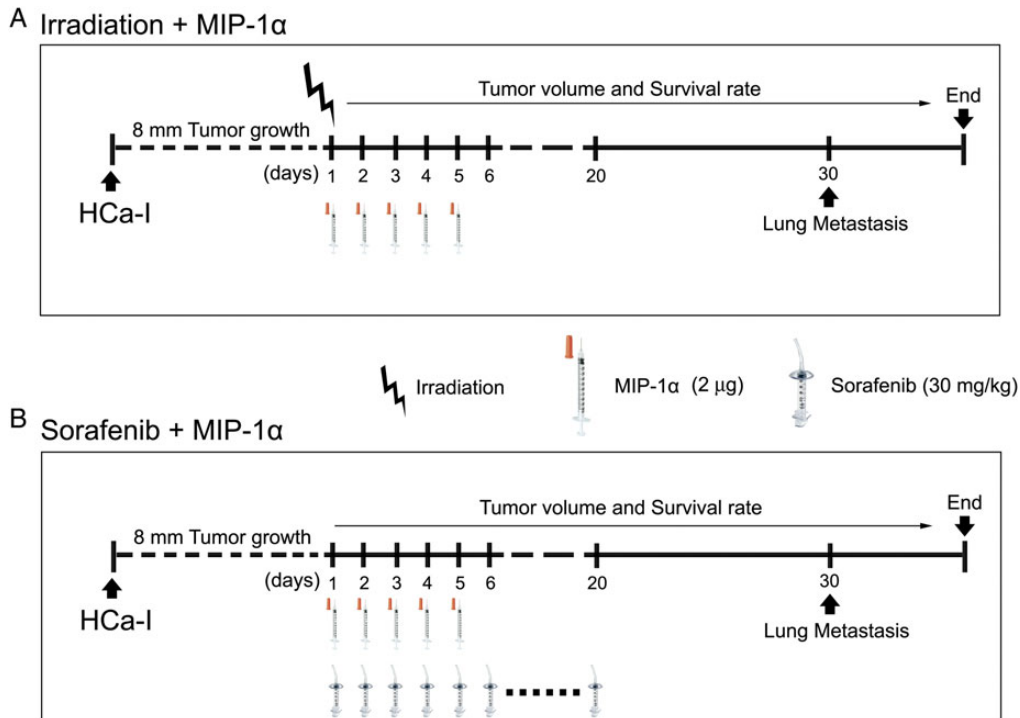 A Irradiation + MIP-1α
Tumor volume and Survival rate
End
8 mm Tumor growth
(days) 1 2 3 4 5 6 20 30
HCa-I
Lung Metastasis
Irradiation
MIP-1α (2 μg)
Sorafenib (30 mg/kg)
B Sorafenib + MIP-1α
Tumor volume and Survival rate
End
8 mm Tumor growth
(days) 1 2 3 4 5 6 20 30
HCa-I
Lung Metastasis